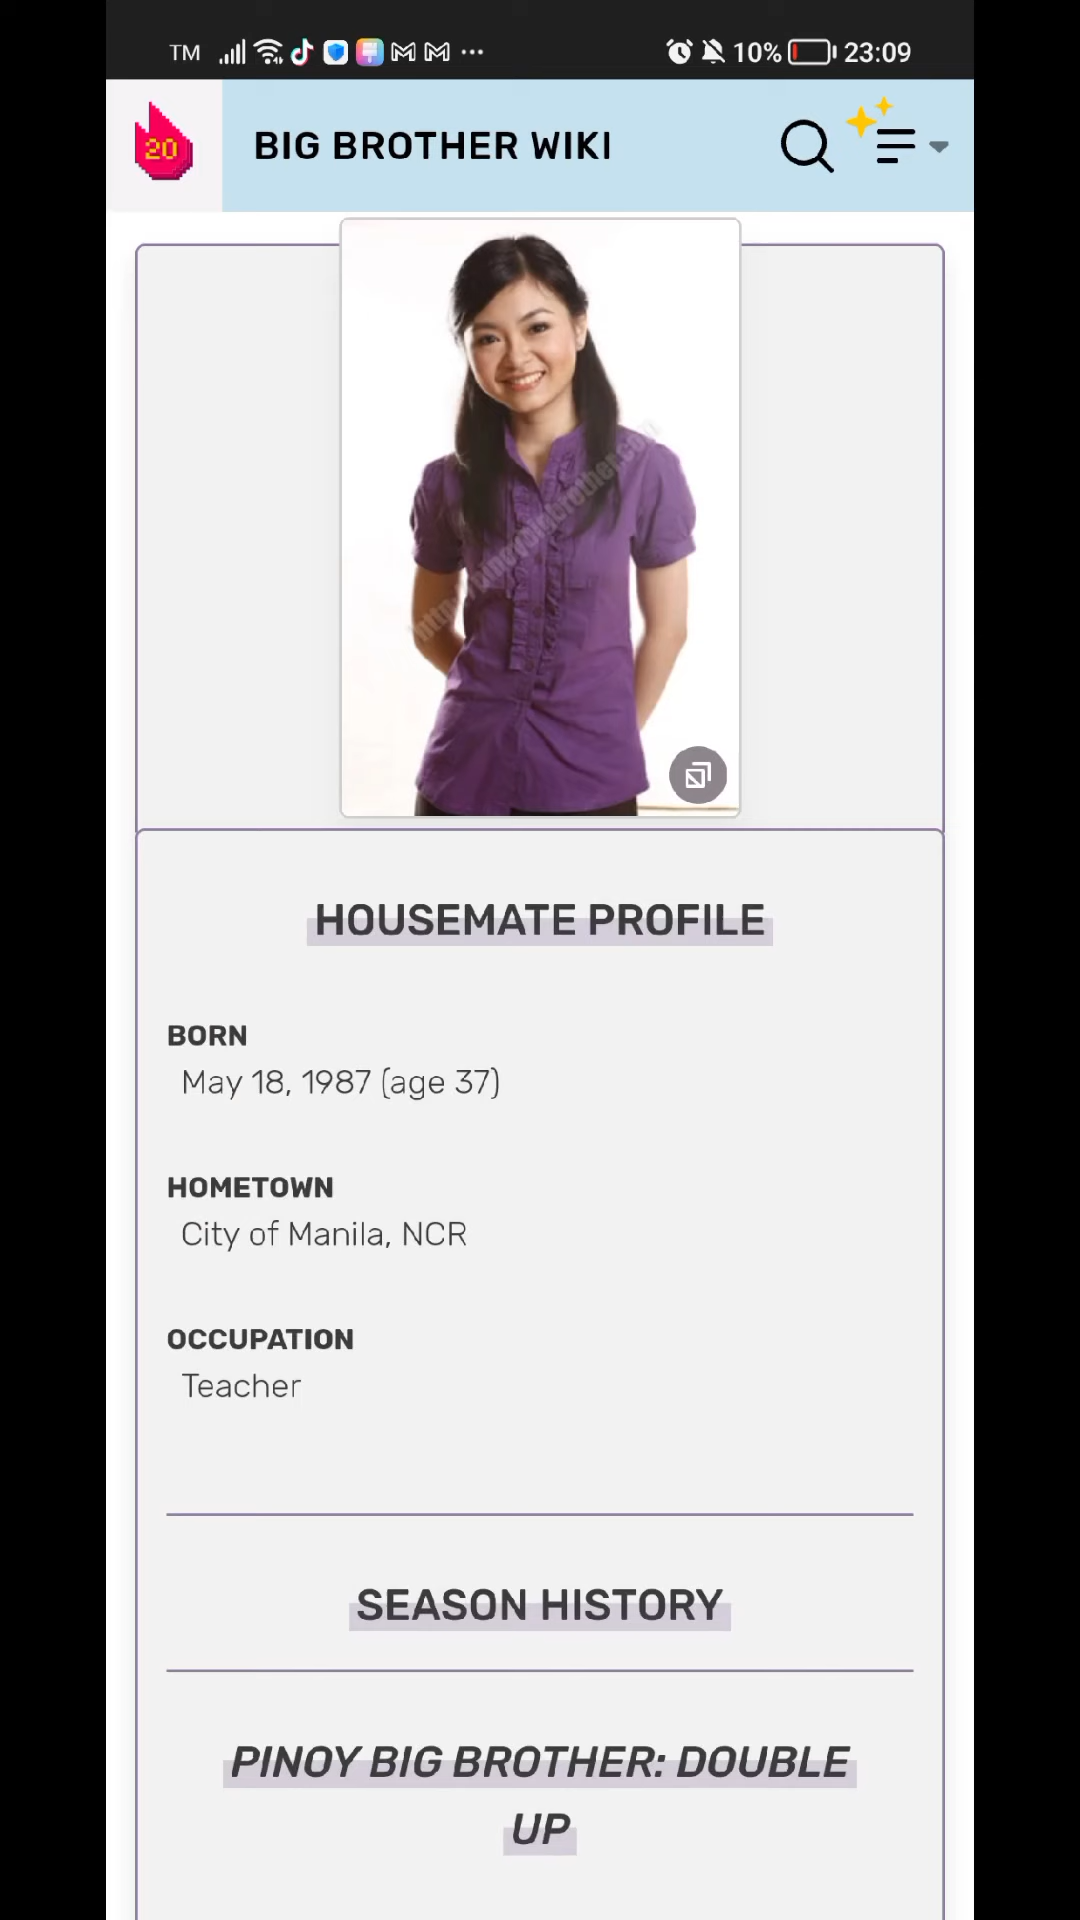 TM
10%
23:09
20
BIG BROTHER WIKI
HOUSEMATE PROFILE
BORN
May 18, 1987 (age 37)
HOMETOWN
City of Manila, NCR
OCCUPATION
Teacher
SEASON HISTORY
PINOY BIG BROTHER: DOUBLE
UP